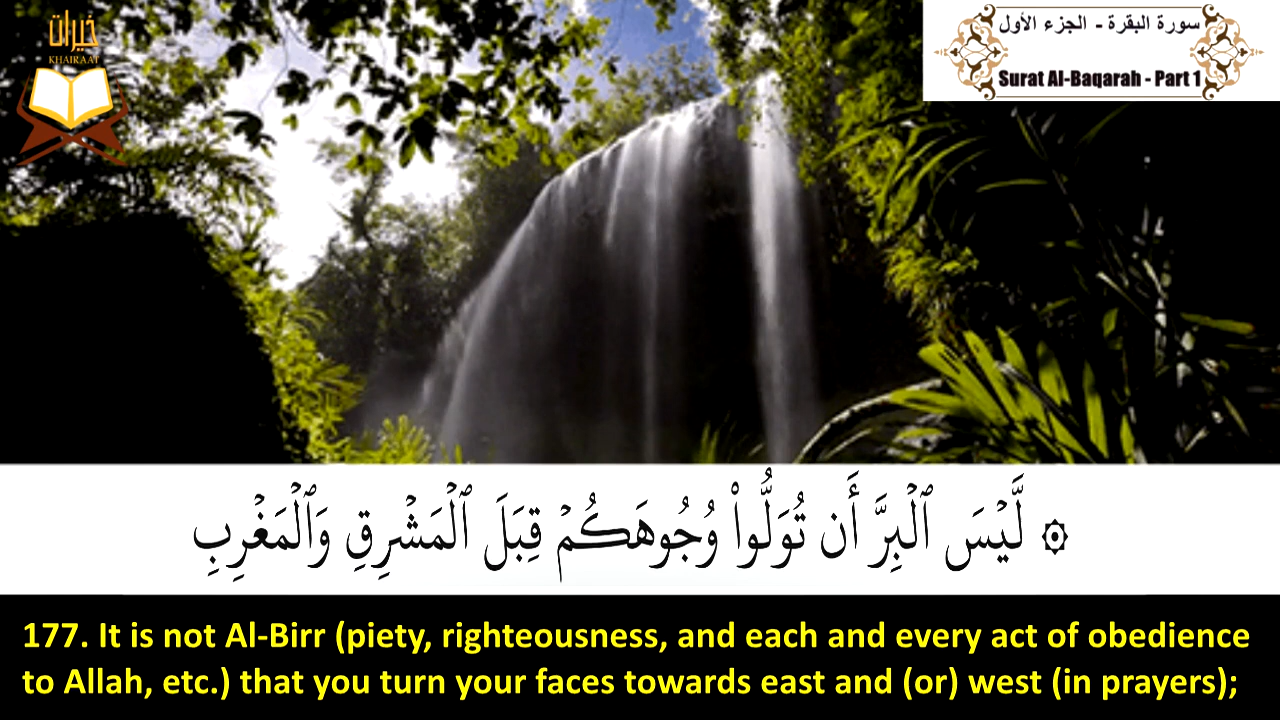 خيرات
KHAIRAAT
سورة البقرة - الجزء الأول
Surat Al-Baqarah - Part 1
۞ لَّيْسَ ٱلْبِرَّ أَن تُوَلُّوا۟ وُجُوهَكُمْ قِبَلَ ٱلْمَشْرِقِ وَٱلْمَغْرِبِ
177. It is not Al-Birr (piety, righteousness, and each and every act of obedience
to Allah, etc.) that you turn your faces towards east and (or) west (in prayers);